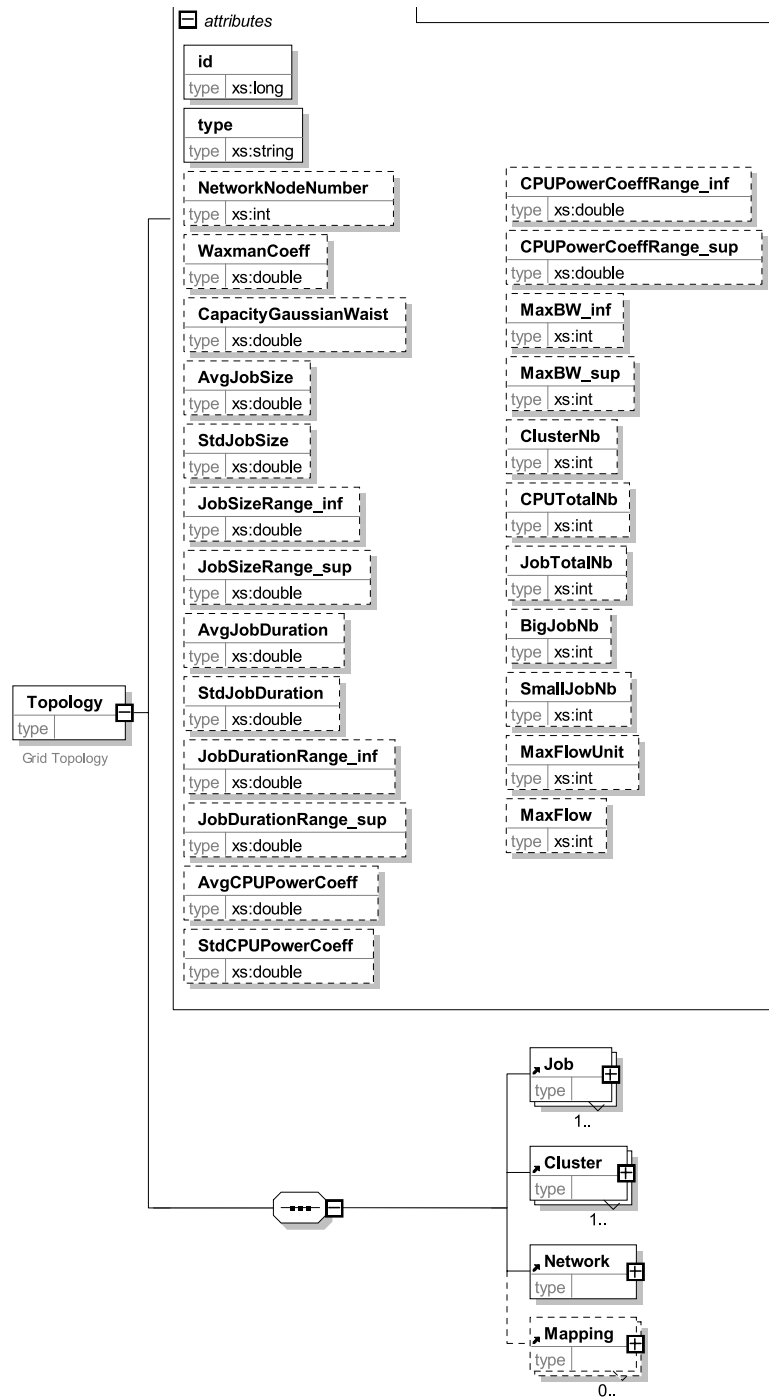 attributes
id
type xs:long
type
type xs:string
NetworkNodeNumber
type xs:int
WaxmanCoeff
type xs:double
CapacityGaussianWaist
type xs:double
AvgJobSize
type xs:double
StdJobSize
type xs:double
JobSizeRange_inf
type xs:double
JobSizeRange_sup
type xs:double
AvgJobDuration
type xs:double
StdJobDuration
type xs:double
JobDurationRange_inf
type xs:double
JobDurationRange_sup
type xs:double
AvgCPUPowerCoeff
type xs:double
StdCPUPowerCoeff
type xs:double
CPUPowerCoeffRange_inf
type xs:double
CPUPowerCoeffRange_sup
type xs:double
MaxBW_inf
type xs:int
MaxBW_sup
type xs:int
ClusterNb
type xs:int
CPUTotalNb
type xs:int
JobTotalNb
type xs:int
BigJobNb
type xs:int
SmallJobNb
type xs:int
MaxFlowUnit
type xs:int
MaxFlow
type xs:int
Topology
type
Grid Topology
Job
type
1..
Cluster
type
1..
Network
type
Mapping
type
0..